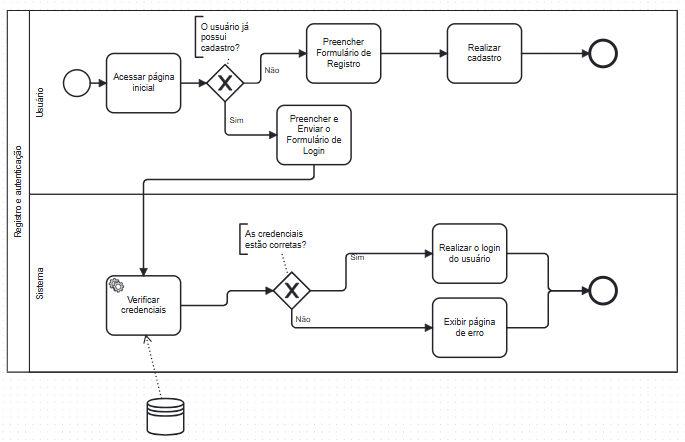 Registro e autenticação
Usuário
O usuário já
possui
cadastro?
Acessar página
inicial
Não
Preencher
Formulário de
Registro
Realizar
cadastro
Sim
Preencher e
Enviar o
Formulário de
Login
Sistema
As credenciais
estão corretas?
Verificar
credenciais
Sim
Realizar o login
do usuário
Não
Exibir página
de erro